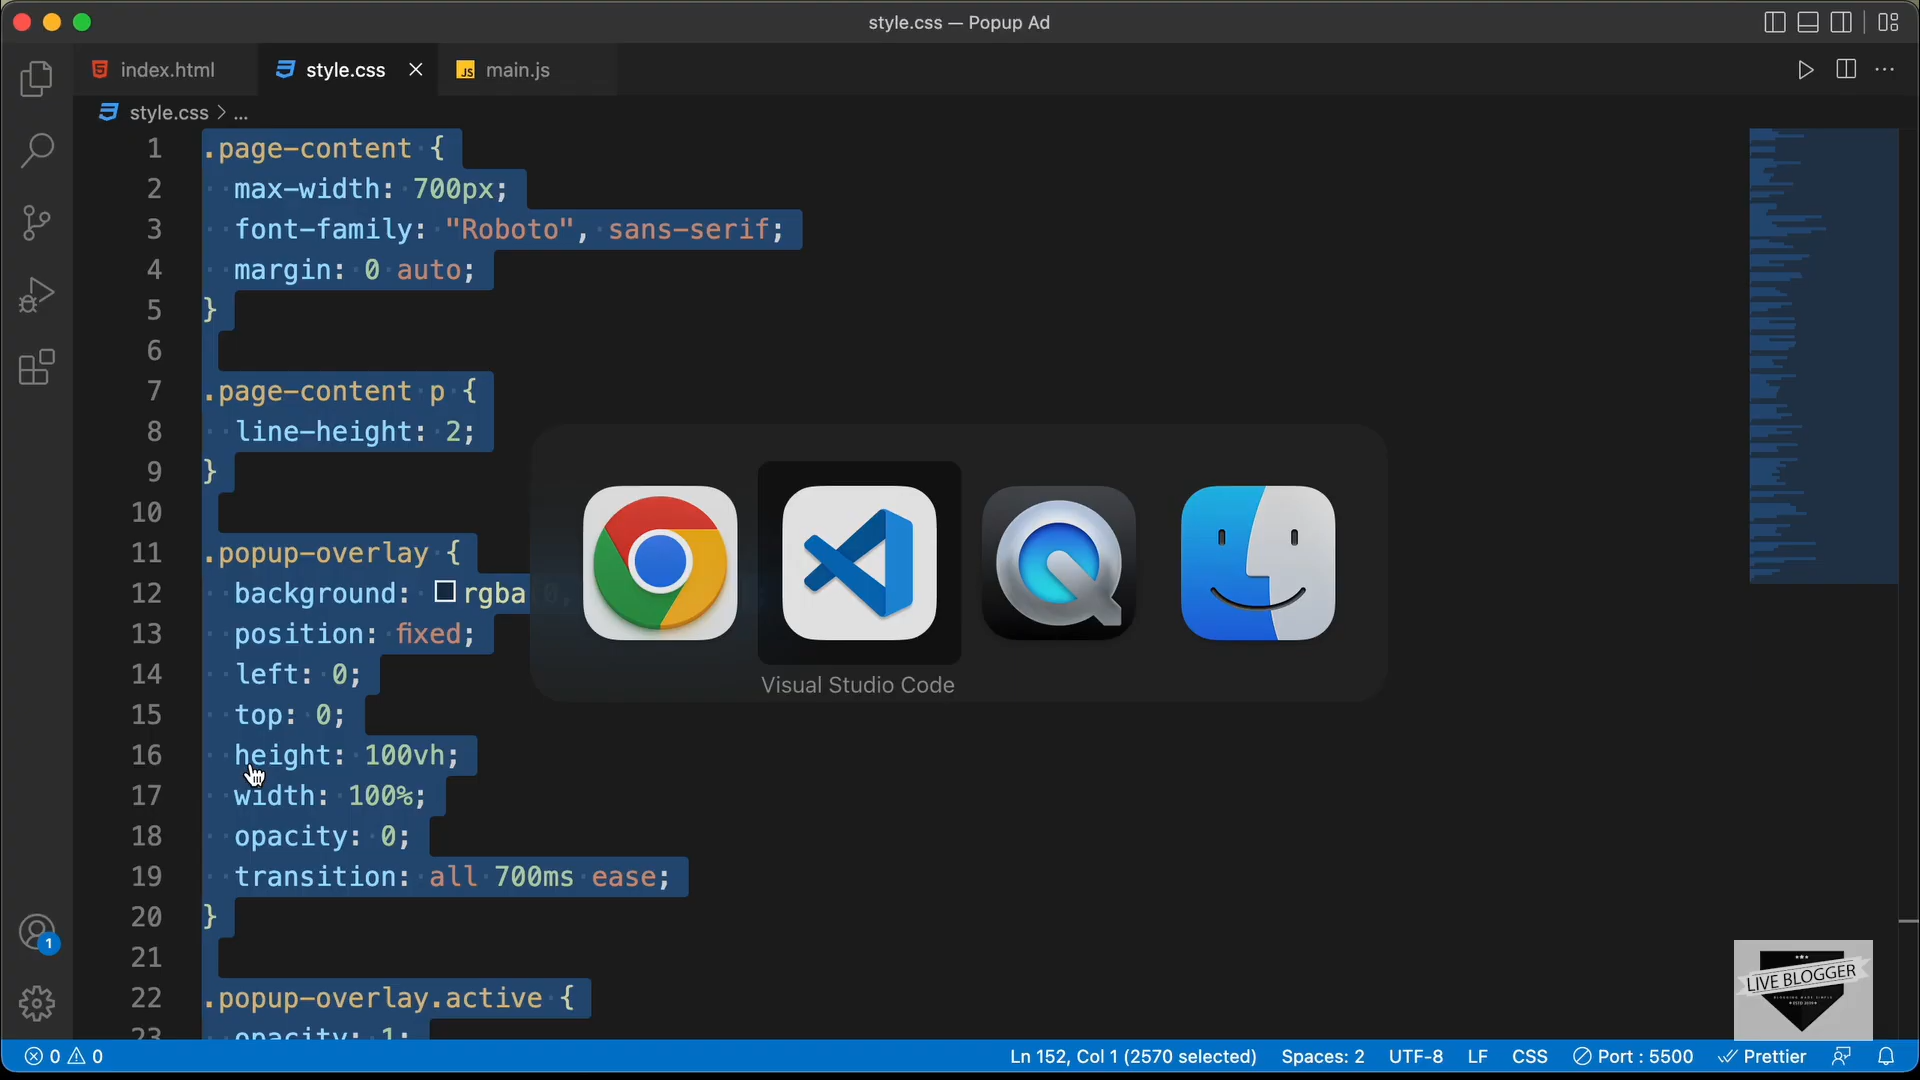 style.css — Popup Ad
index.html
style.css
JS main.js
style.css > ...
1 .page-content {
2 max-width: 700px;
3 font-family: "Roboto", sans-serif;
4 margin: 0 auto;
5 }
6
7 .page-content p {
8 line-height: 2;
9 }
10
11 .popup-overlay {
12 background: rgba
13 position: fixed;
14 left: 0;
15 top: 0;
16 height: 100vh;
17 width: 100%;
18 opacity: 0;
19 transition: all 700ms ease;
20 }
21
22 .popup-overlay.active {
23 opacity: 1;
Visual Studio Code
1
LIVE BLOGGER
0 0
Ln 152, Col 1 (2570 selected)
Spaces: 2
UTF-8
LF
CSS
Port : 5500
Prettier